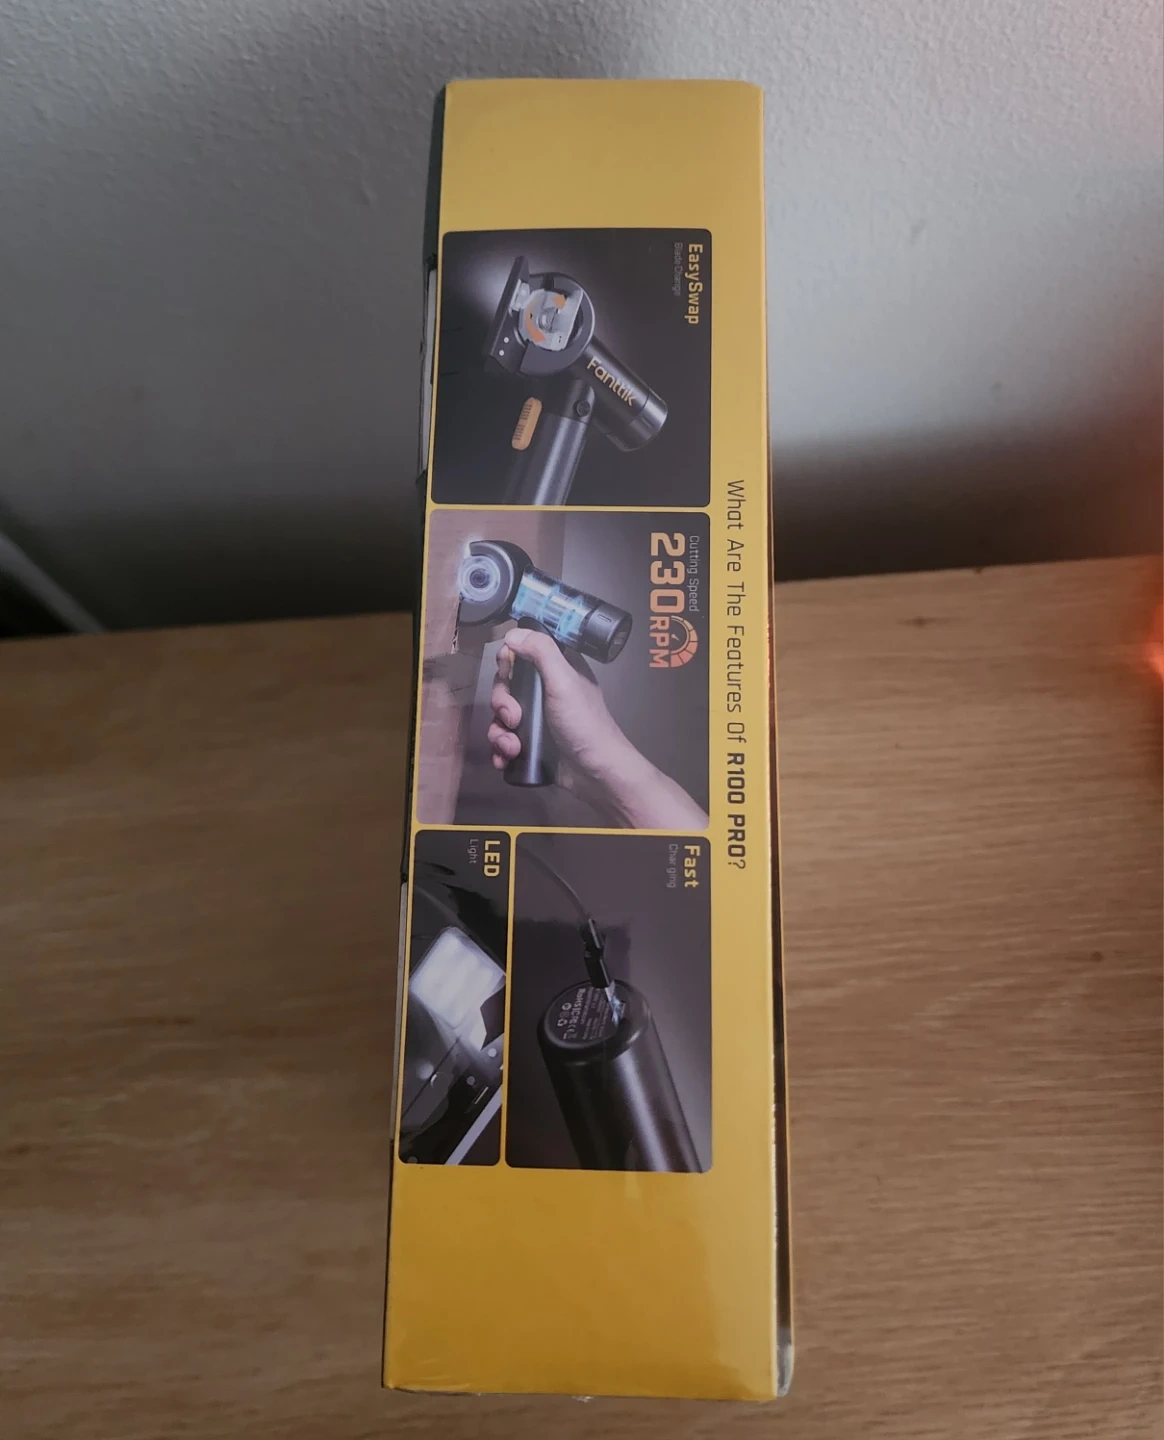 What Are The Features Of R100 PRO?
EasySwap
Blade Change
Fanttik
Cutting Speed
230RPM
Fast
Charging
LED
Light